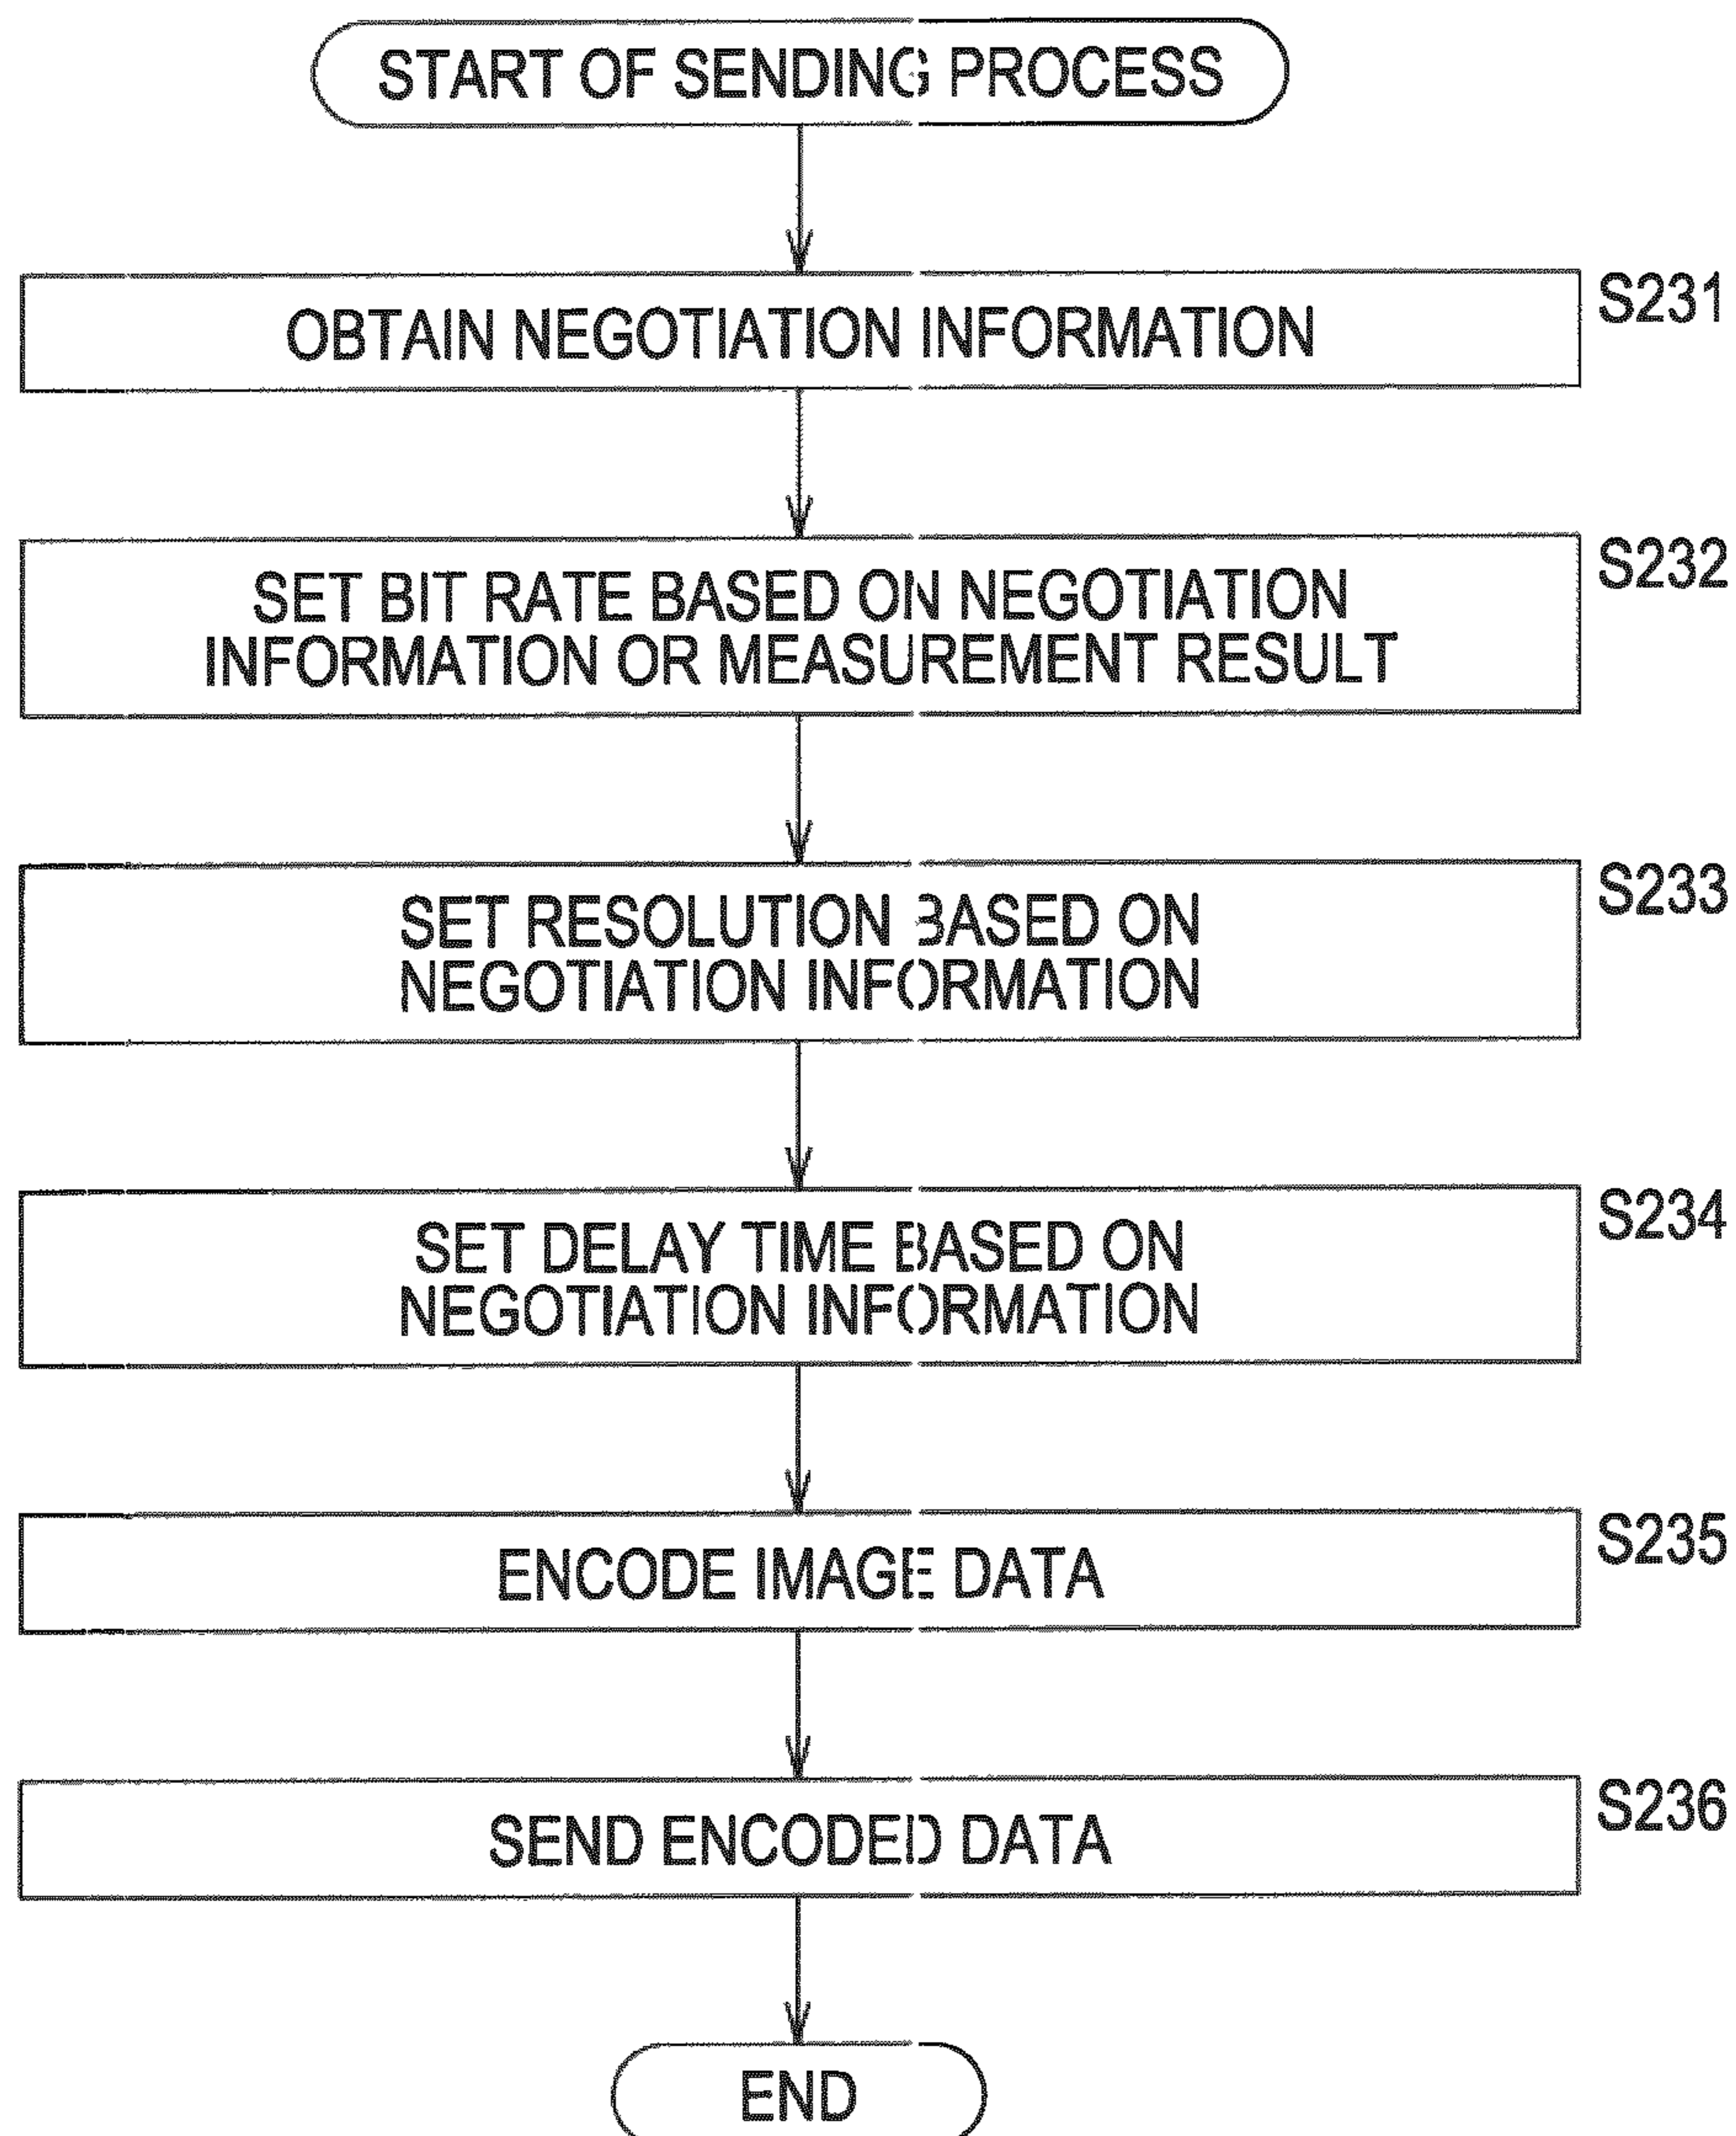 START OF SENDING PROCESS
OBTAIN NEGOTIATION INFORMATION
S231
SET BIT RATE BASED ON NEGOTIATION
INFORMATION OR MEASUREMENT RESULT
S232
SET RESOLUTION BASED ON
NEGOTIATION INFORMATION
S233
SET DELAY TIME BASED ON
NEGOTIATION INFORMATION
S234
ENCODE IMAGE DATA
S235
SEND ENCODED DATA
S236
END